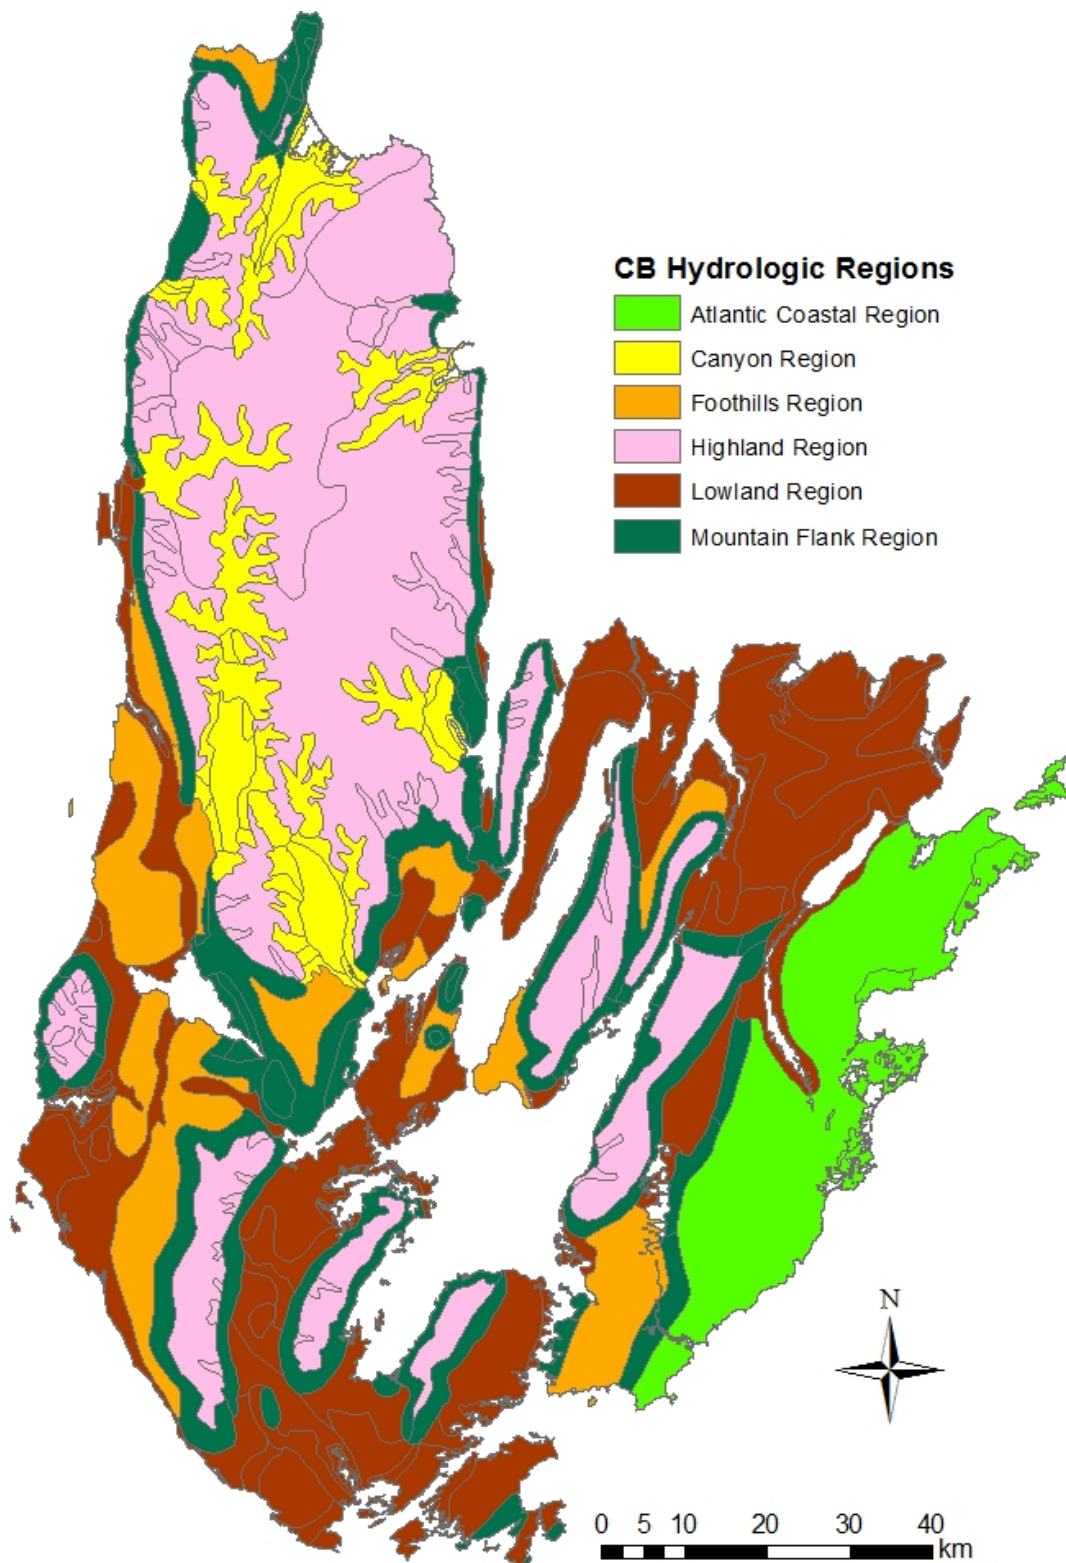 CB Hydrologic Regions
Atlantic Coastal Region
Canyon Region
Foothills Region
Highland Region
Lowland Region
Mountain Flank Region
N
0 5 10 20 30 40
km